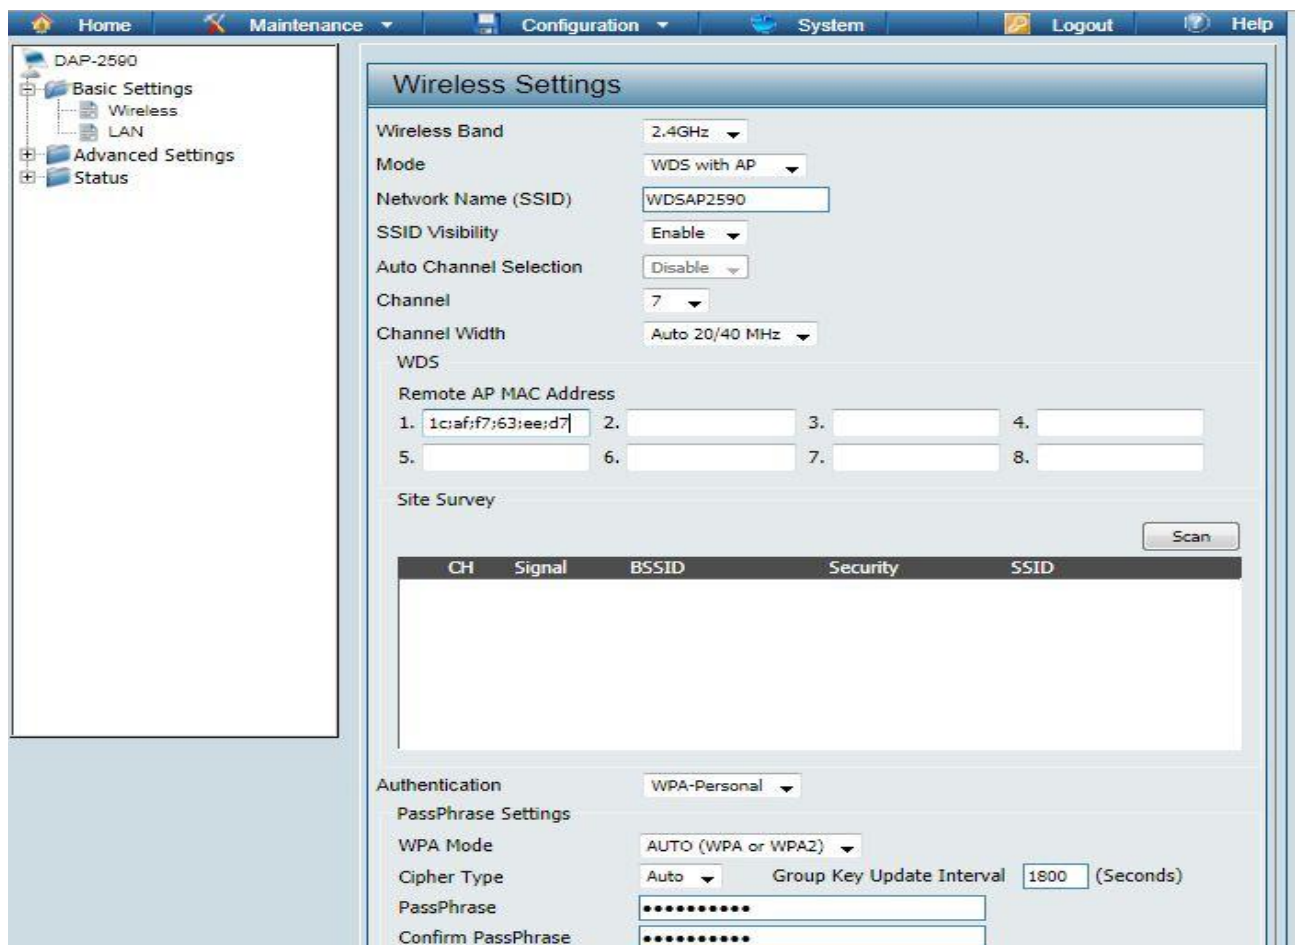 Home Maintenance Configuration System Logout Help
DAP-2590
Basic Settings
Wireless
LAN
Advanced Settings
Status
Wireless Settings
Wireless Band 2.4GHz
Mode WDS with AP
Network Name (SSID) WDSAP2590
SSID Visibility Enable
Auto Channel Selection Disable
Channel 7
Channel Width Auto 20/40 MHz
WDS
Remote AP MAC Address
1. 1c;af;f7;63;ee;d7 2. 3. 4.
5. 6. 7. 8.
Site Survey
Scan
CH Signal BSSID Security SSID
Authentication WPA-Personal
PassPhrase Settings
WPA Mode AUTO (WPA or WPA2)
Cipher Type Auto Group Key Update Interval 1800 (Seconds)
PassPhrase ••••••••••
Confirm PassPhrase ••••••••••